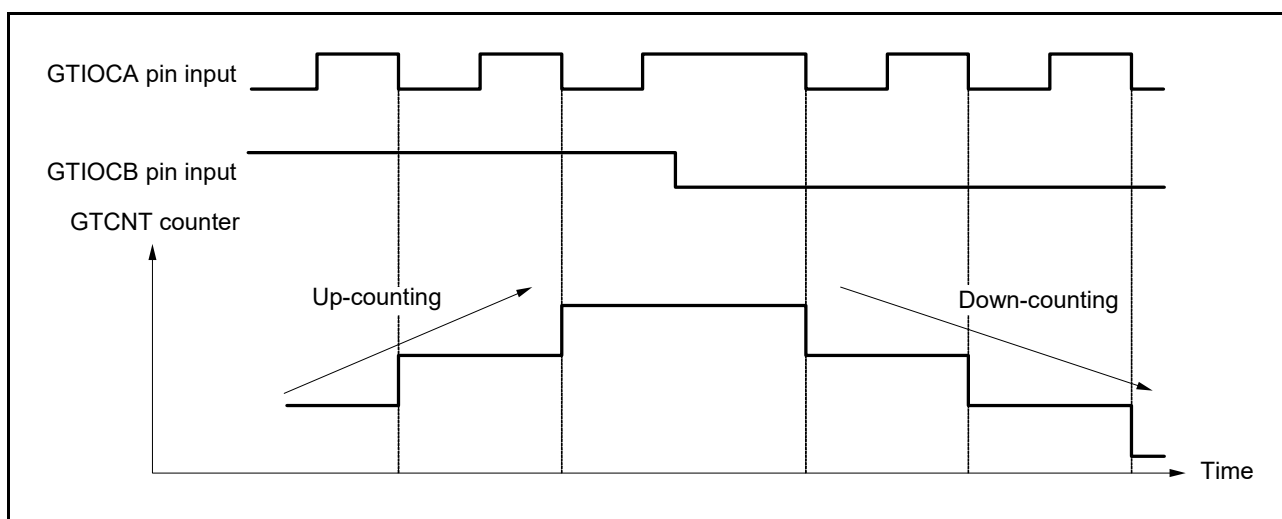 GTIOCA pin input
GTIOCB pin input
GTCNT counter
Up-counting
Down-counting
Time